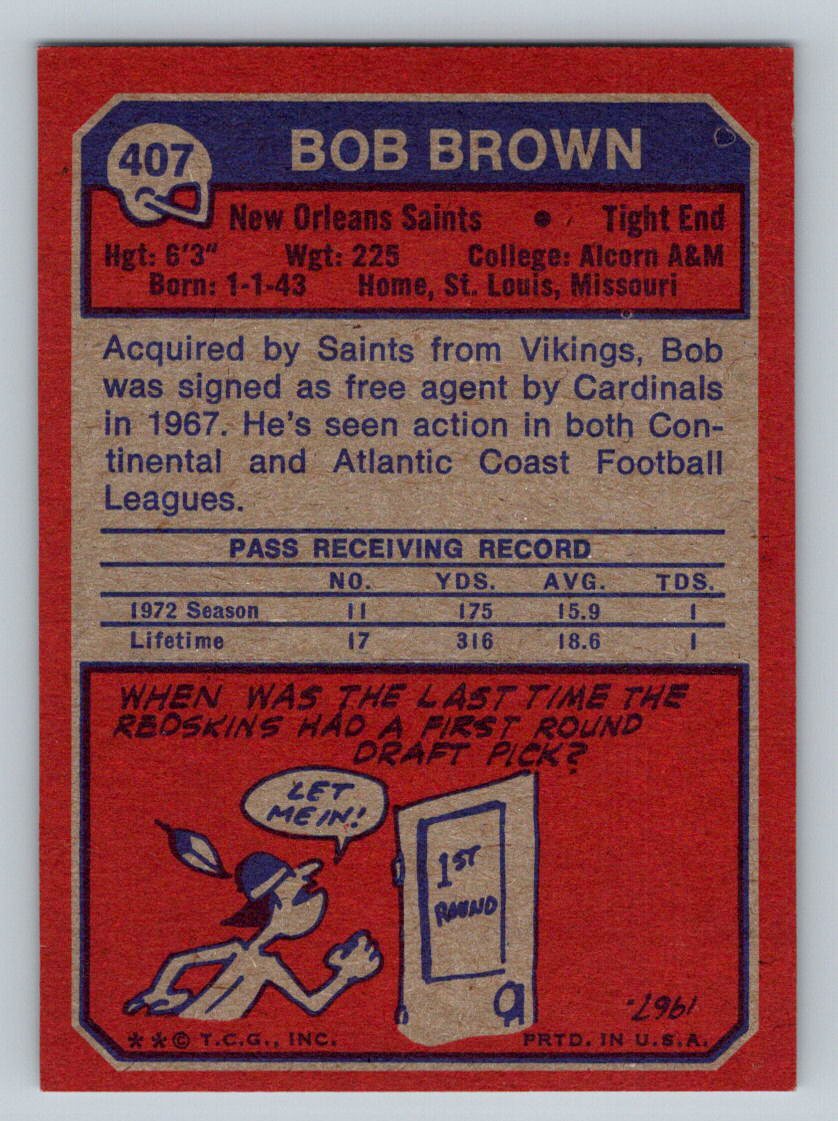 407 BOB BROWN
New Orleans Saints • Tight End
Hgt: 6'3" Wgt: 225 College: Alcorn A&M
Born: 1-1-43 Home, St. Louis, Missouri
Acquired by Saints from Vikings, Bob
was signed as free agent by Cardinals
in 1967. He's seen action in both Con-
tinental and Atlantic Coast Football
Leagues.
PASS RECEIVING RECORD
NO. YDS. AVG. TDS.
1972 Season 11 175 15.9 1
Lifetime 17 316 18.6 1
WHEN WAS THE LAST TIME THE
REDSKINS HAD A FIRST ROUND
DRAFT PICK?
LET
ME IN!
1ST
ROUND
1967.
**© T.C.G., INC. PRTD. IN U.S.A.